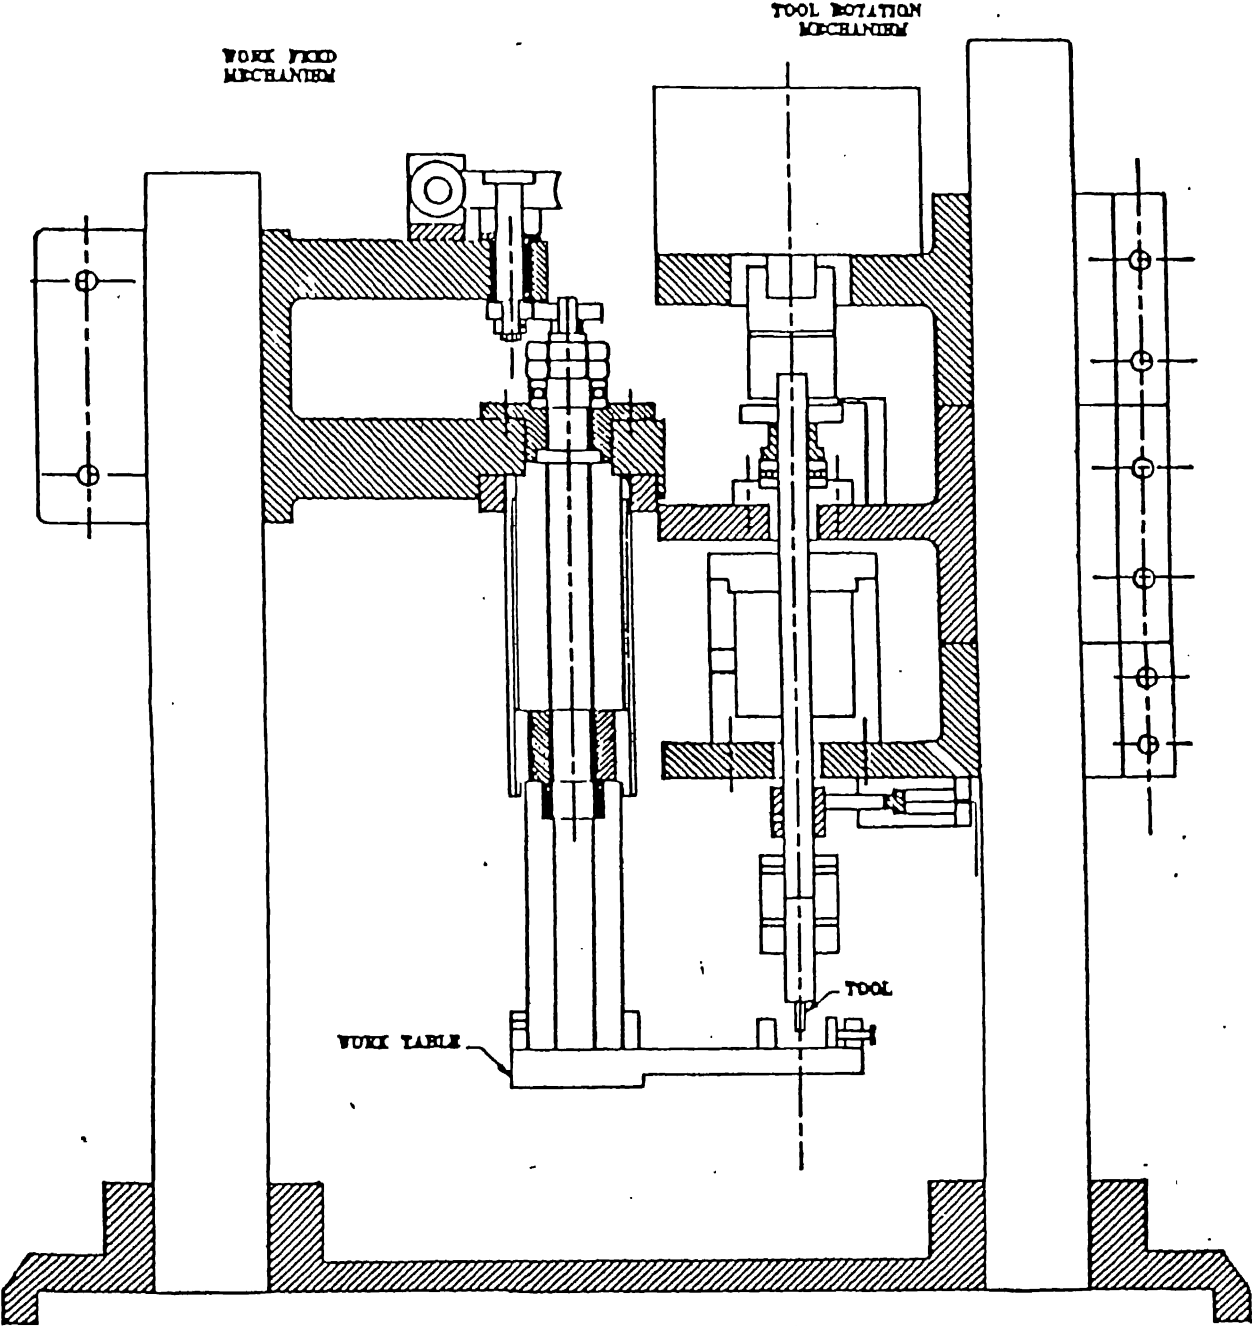 TOOL ROTATION
MECHANISM
WORK FEED
MECHANISM
TOOL
WORK TABLE